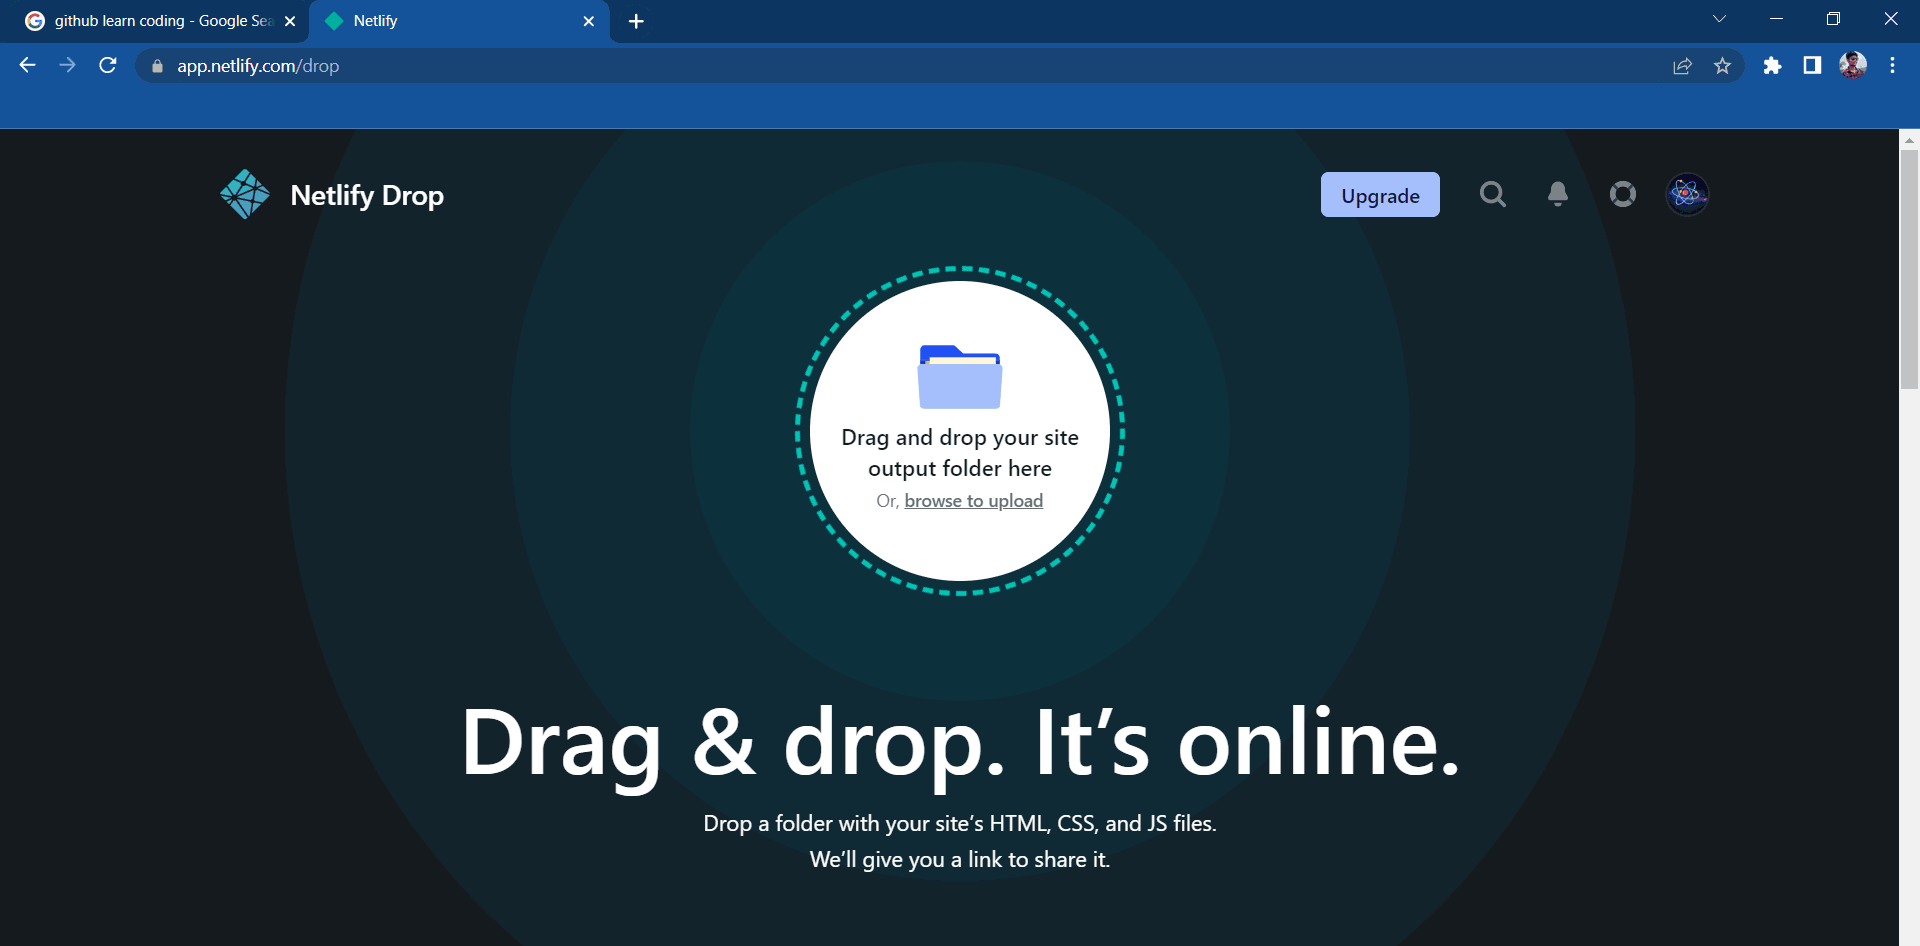 github learn coding - Google Sea
Netlify
app.netlify.com/drop
Netlify Drop
Upgrade
Drag and drop your site
output folder here
Or, browse to upload
Drag & drop. It’s online.
Drop a folder with your site’s HTML, CSS, and JS files.
We’ll give you a link to share it.